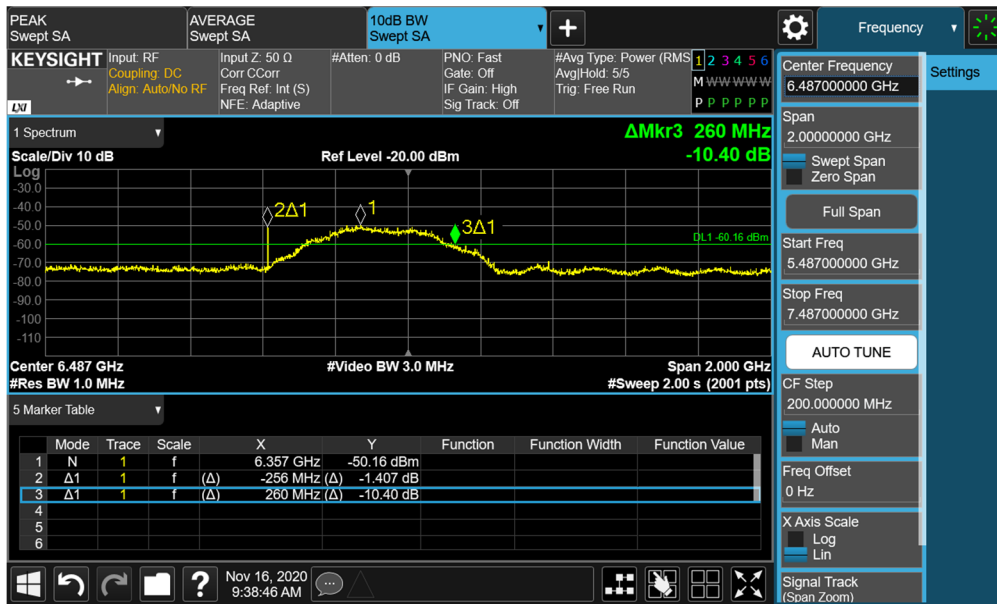 PEAK
Swept SA
AVERAGE
Swept SA
10dB BW
Swept SA
Frequency
KEYSIGHT
LXI
Input: RF
Coupling: DC
Align: Auto/No RF
Input Z: 50 Ω
Corr CCorr
Freq Ref: Int (S)
NFE: Adaptive
#Atten: 0 dB
PNO: Fast
Gate: Off
IF Gain: High
Sig Track: Off
#Avg Type: Power (RMS
Avg|Hold: 5/5
Trig: Free Run
1 2 3 4 5 6
M W W W W W
P P P P P P
Center Frequency
6.487000000 GHz
Settings
Span
2.00000000 GHz
Swept Span
Zero Span
Full Span
Start Freq
5.487000000 GHz
Stop Freq
7.487000000 GHz
AUTO TUNE
CF Step
200.000000 MHz
Auto
Man
Freq Offset
0 Hz
X Axis Scale
Log
Lin
Signal Track
(Span Zoom)
1 Spectrum
ΔMkr3 260 MHz
-10.40 dB
Scale/Div 10 dB
Ref Level -20.00 dBm
Log
-30.0
-40.0
-50.0
-60.0
-70.0
-80.0
-90.0
-100
-110
2Δ1
1
3Δ1
DL1 -60.16 dBm
Center 6.487 GHz
#Video BW 3.0 MHz
Span 2.000 GHz
#Res BW 1.0 MHz
#Sweep 2.00 s (2001 pts)
5 Marker Table
Mode Trace Scale X Y Function Function Width Function Value
1 N 1 f 6.357 GHz -50.16 dBm
2 Δ1 1 f (Δ) -256 MHz (Δ) -1.407 dB
3 Δ1 1 f (Δ) 260 MHz (Δ) -10.40 dB
4
5
6
?
Nov 16, 2020
9:38:46 AM